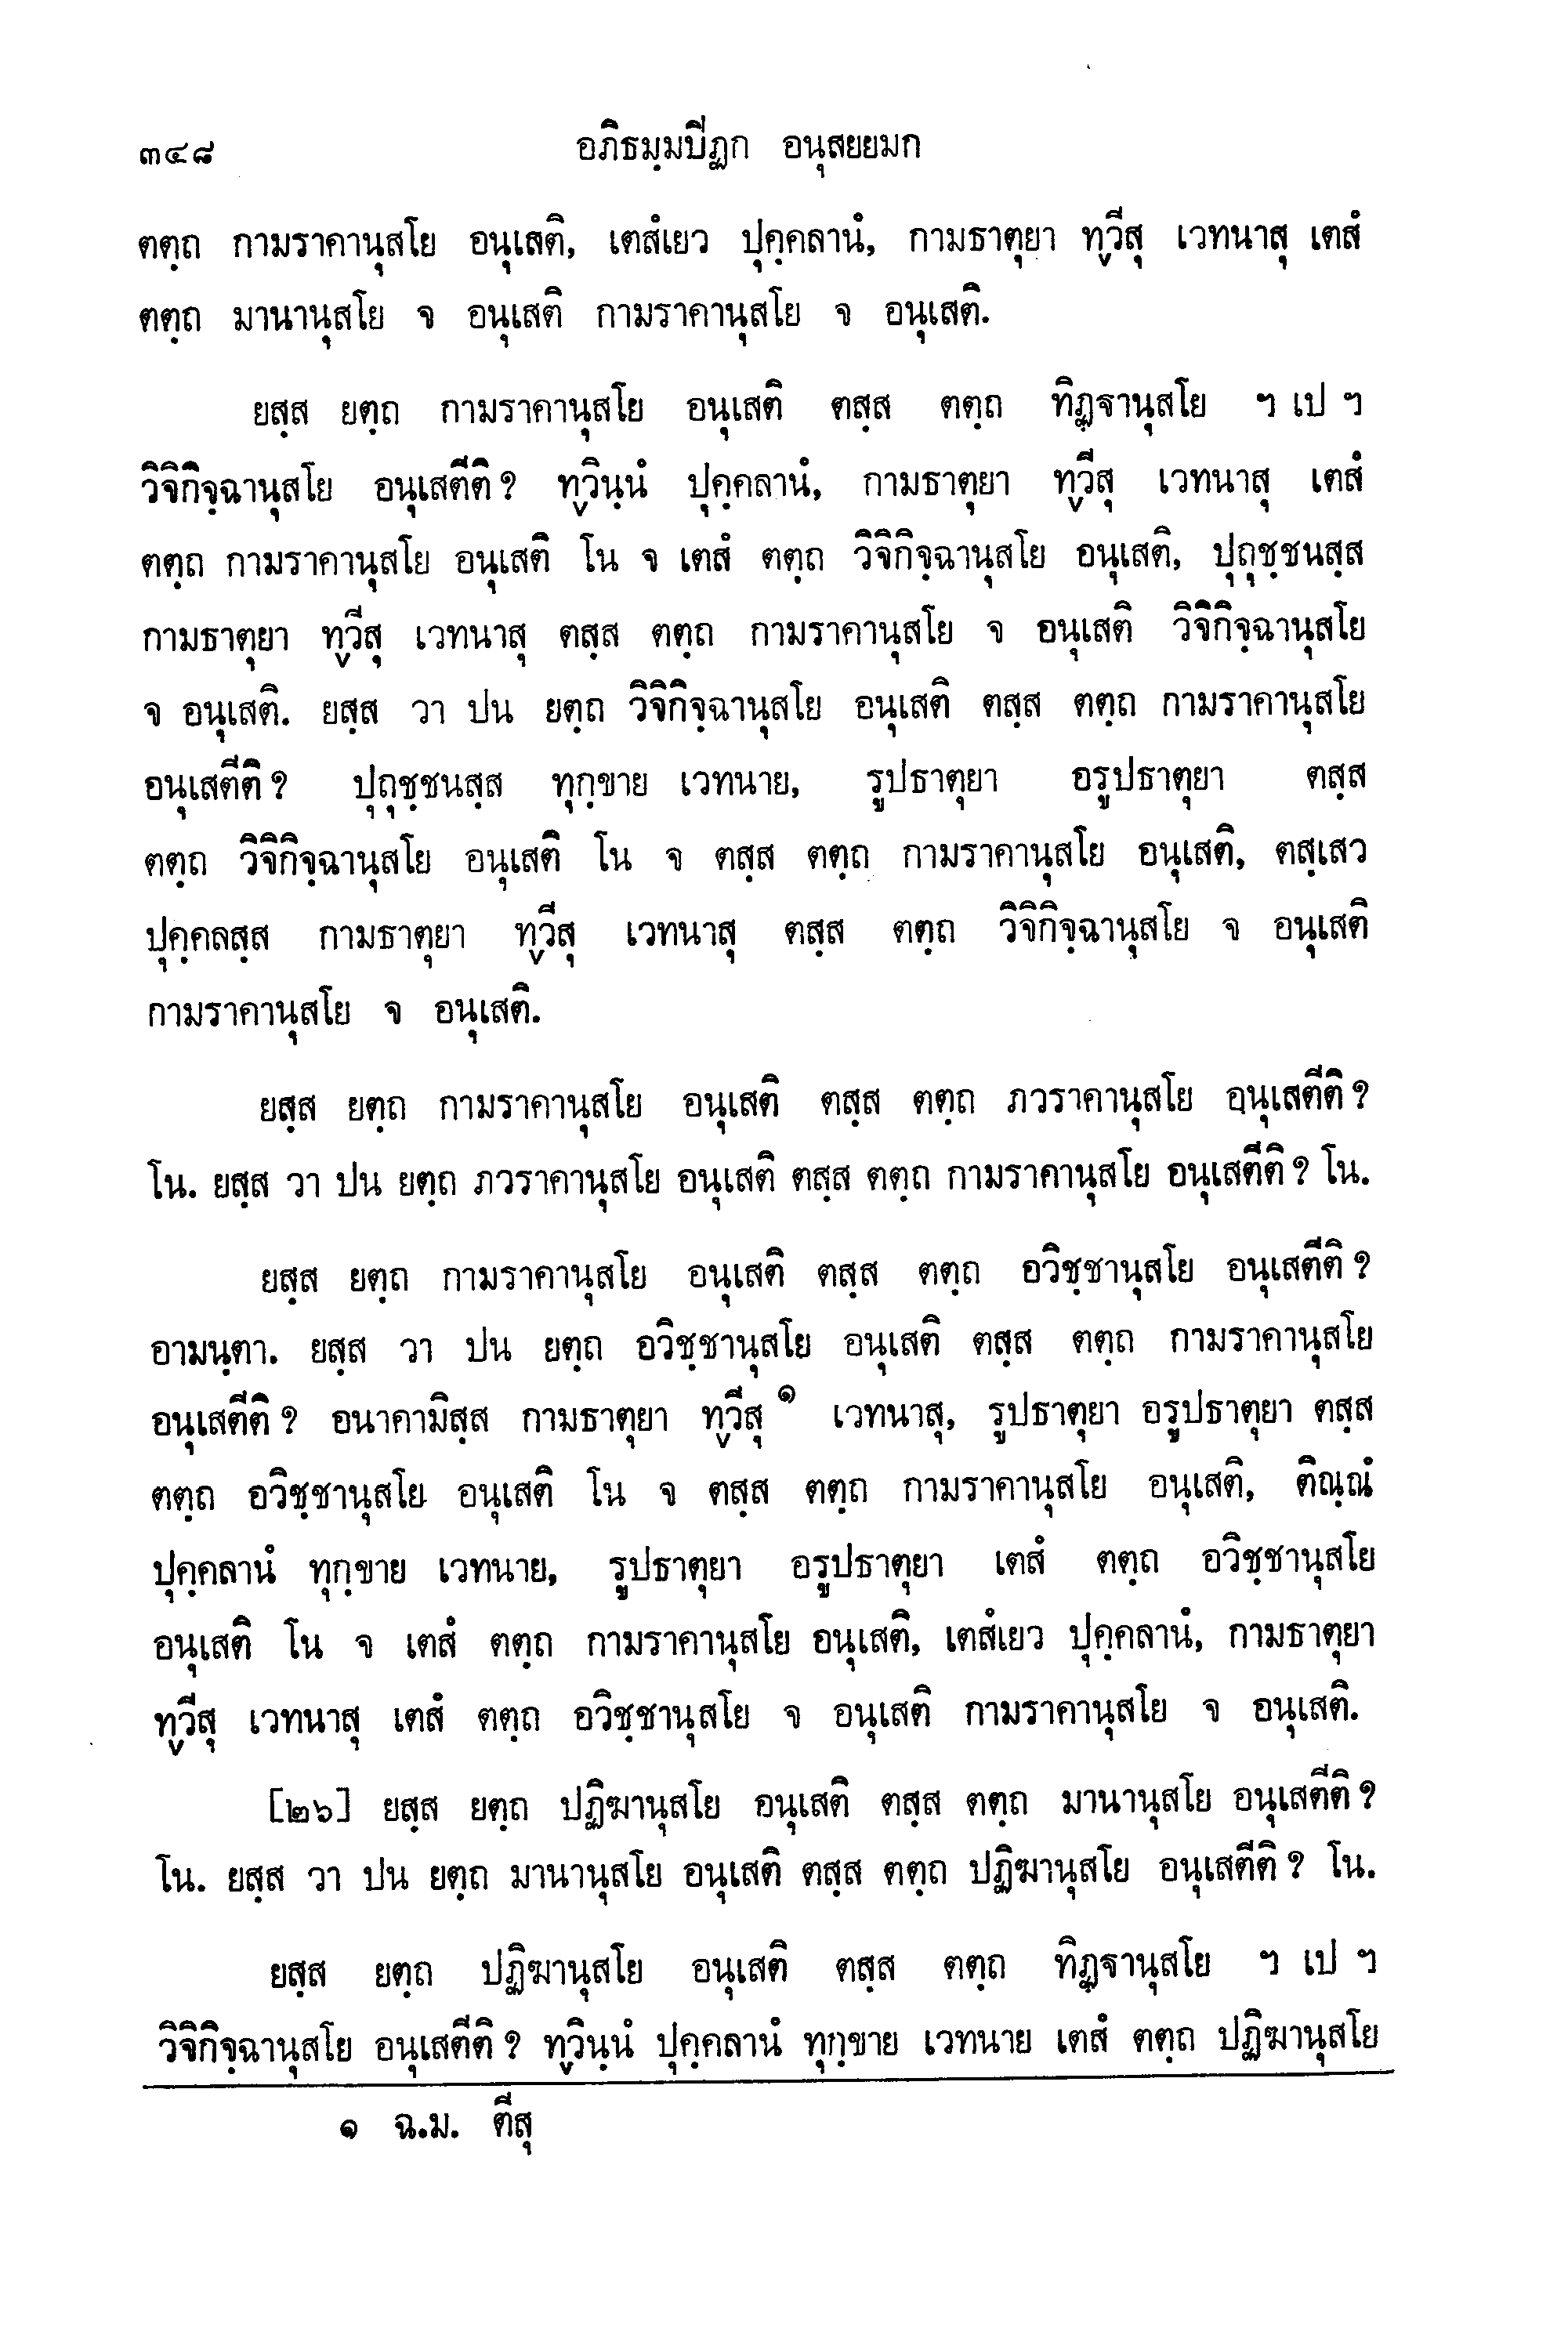 ๓๔๘ อภิธมฺมปีฏก อนุสยยมก
ตตฺถ กามราคานุสโย อนุเสติ, เตสํเยว ปุคฺคลานํ, กามธาตุยา ทฺวีสุ เวทนาสุ เตสํ
ตตฺถ มานานุสโย จ อนุเสติ กามราคานุสโย จ อนุเสติ.
ยสฺส ยตฺถ กามราคานุสโย อนุเสติ ตสฺส ตตฺถ ทิฏฺฐานุสโย ฯ เป ฯ
วิจิกิจฺฉานุสโย อนุเสตีติ ? ทฺวินฺนํ ปุคฺคลานํ, กามธาตุยา ทฺวีสุ เวทนาสุ เตสํ
ตตฺถ กามราคานุสโย อนุเสติ โน จ เตสํ ตตฺถ วิจิกิจฺฉานุสโย อนุเสติ, ปุถุชฺชนสฺส
กามธาตุยา ทฺวีสุ เวทนาสุ ตสฺส ตตฺถ กามราคานุสโย จ อนุเสติ วิจิกิจฺฉานุสโย
จ อนุเสติ. ยสฺส วา ปน ยตฺถ วิจิกิจฺฉานุสโย อนุเสติ ตสฺส ตตฺถ กามราคานุสโย
อนุเสตีติ ? ปุถุชฺชนสฺส ทุกฺขาย เวทนาย, รูปธาตุยา อรูปธาตุยา ตสฺส
ตตฺถ วิจิกิจฺฉานุสโย อนุเสติ โน จ ตสฺส ตตฺถ กามราคานุสโย อนุเสติ, ตสฺเสว
ปุคฺคลสฺส กามธาตุยา ทฺวีสุ เวทนาสุ ตสฺส ตตฺถ วิจิกิจฺฉานุสโย จ อนุเสติ
กามราคานุสโย จ อนุเสติ.
ยสฺส ยตฺถ กามราคานุสโย อนุเสติ ตสฺส ตตฺถ ภวราคานุสโย อนุเสตีติ ?
โน. ยสฺส วา ปน ยตฺถ ภวราคานุสโย อนุเสติ ตสฺส ตตฺถ กามราคานุสโย อนุเสตีติ ? โน.
ยสฺส ยตฺถ กามราคานุสโย อนุเสติ ตสฺส ตตฺถ อวิชฺชานุสโย อนุเสตีติ ?
อามนฺตา. ยสฺส วา ปน ยตฺถ อวิชฺชานุสโย อนุเสติ ตสฺส ตตฺถ กามราคานุสโย
อนุเสตีติ ? อนาคามิสฺส กามธาตุยา ทฺวีสุ ๑ เวทนาสุ, รูปธาตุยา อรูปธาตุยา ตสฺส
ตตฺถ อวิชฺชานุสโย อนุเสติ โน จ ตสฺส ตตฺถ กามราคานุสโย อนุเสติ, ติณฺณํ
ปุคฺคลานํ ทุกฺขาย เวทนาย, รูปธาตุยา อรูปธาตุยา เตสํ ตตฺถ อวิชฺชานุสโย
อนุเสติ โน จ เตสํ ตตฺถ กามราคานุสโย อนุเสติ, เตสํเยว ปุคฺคลานํ, กามธาตุยา
ทฺวีสุ เวทนาสุ เตสํ ตตฺถ อวิชฺชานุสโย จ อนุเสติ กามราคานุสโย จ อนุเสติ.
[๒๖] ยสฺส ยตฺถ ปฏิฆานุสโย อนุเสติ ตสฺส ตตฺถ มานานุสโย อนุเสตีติ ?
โน. ยสฺส วา ปน ยตฺถ มานานุสโย อนุเสติ ตสฺส ตตฺถ ปฏิฆานุสโย อนุเสตีติ ? โน.
ยสฺส ยตฺถ ปฏิฆานุสโย อนุเสติ ตสฺส ตตฺถ ทิฏฺฐานุสโย ฯ เป ฯ
วิจิกิจฺฉานุสโย อนุเสตีติ ? ทฺวินฺนํ ปุคฺคลานํ ทุกฺขาย เวทนาย เตสํ ตตฺถ ปฏิฆานุสโย
๑ ฉ.ม. ตีสุ